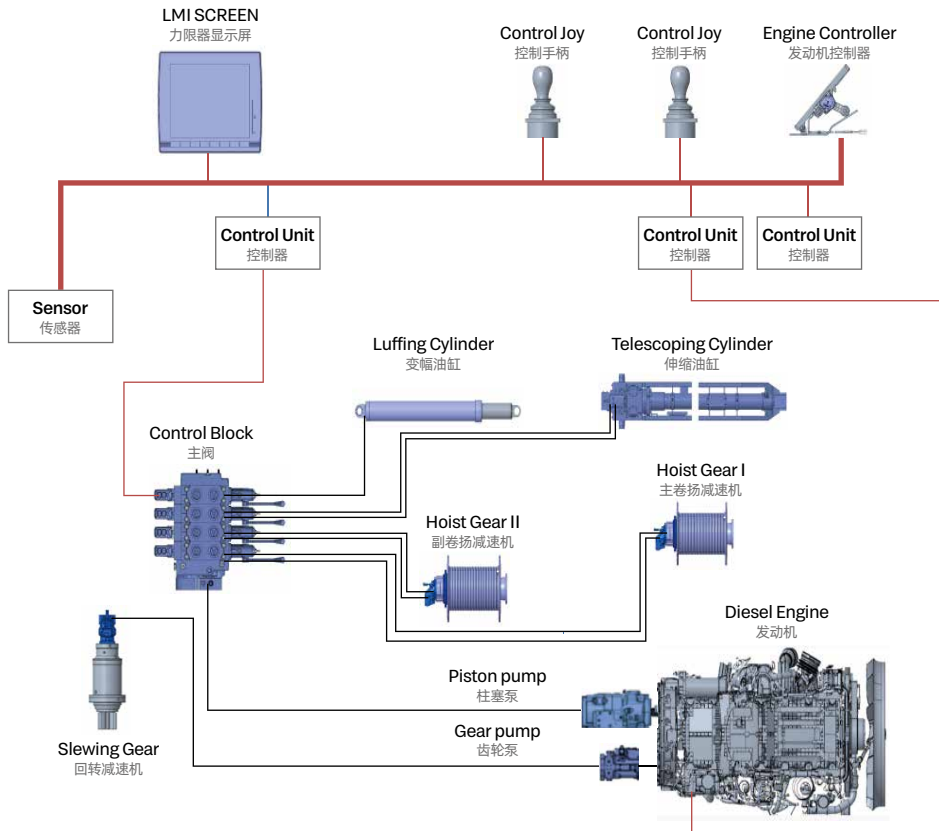 LMI SCREEN
力限器显示屏
Control Joy
控制手柄
Control Joy
控制手柄
Engine Controller
发动机控制器
Control Unit
控制器
Control Unit
控制器
Control Unit
控制器
Sensor
传感器
Luffing Cylinder
变幅油缸
Telescoping Cylinder
伸缩油缸
Control Block
主阀
Hoist Gear I
主卷扬减速机
Hoist Gear II
副卷扬减速机
Diesel Engine
发动机
Piston pump
柱塞泵
Gear pump
齿轮泵
Slewing Gear
回转减速机